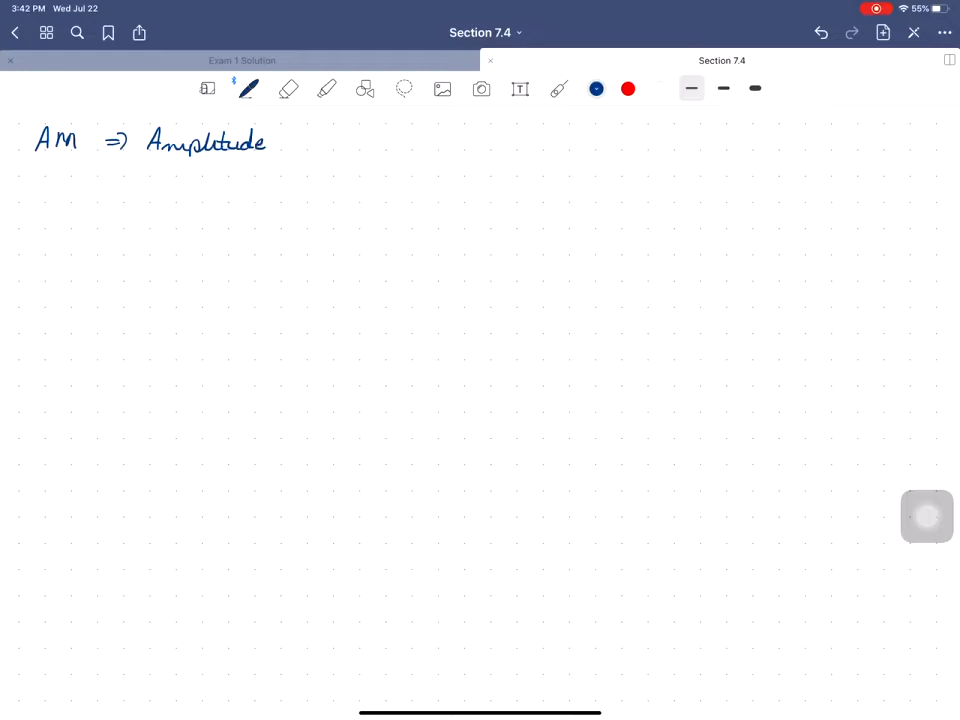 3:42 PM Wed Jul 22
55%
Section 7.4
Exam 1 Solution
Section 7.4
T
AM ⇒ Amplitude